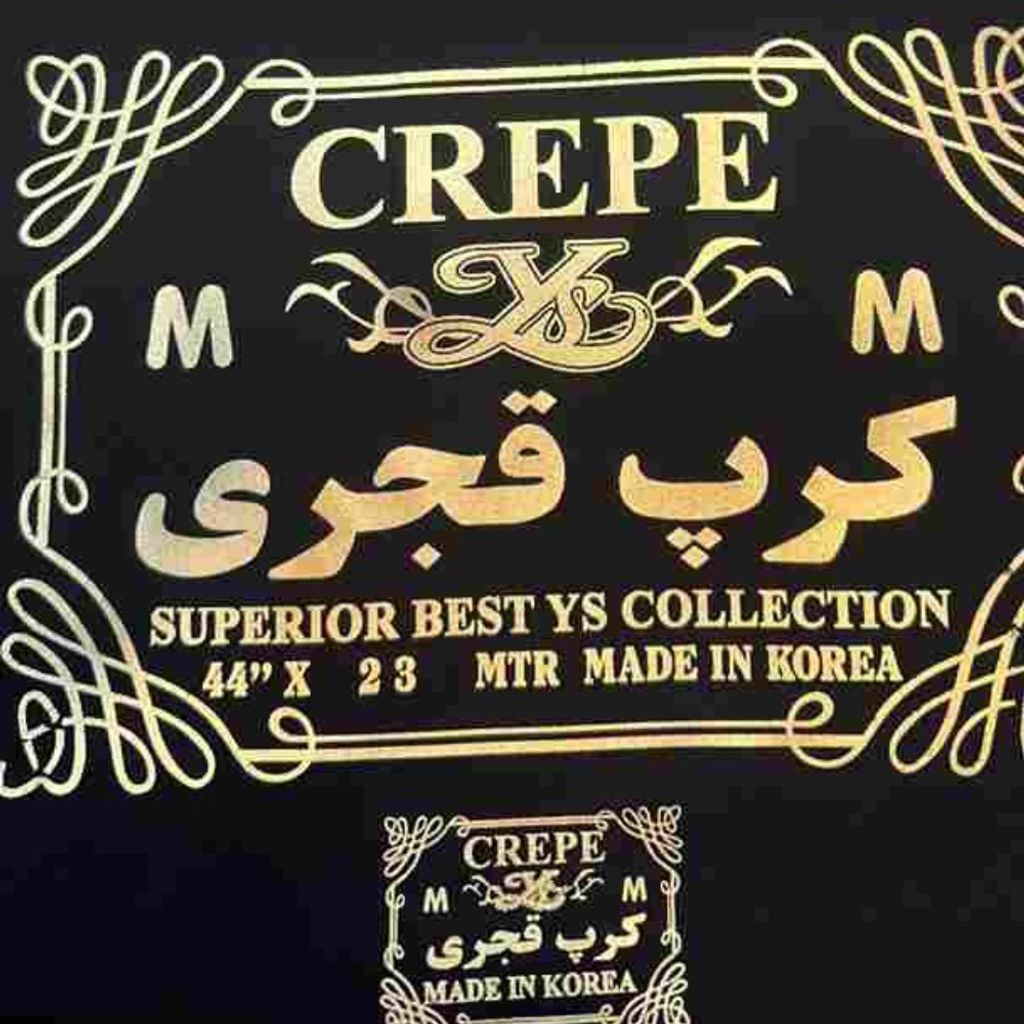 CREPE
M Ys M
کرپ قجری
SUPERIOR BEST YS COLLECTION
44” X 23 MTR MADE IN KOREA
CREPE
M Ys M
کرپ قجری
MADE IN KOREA